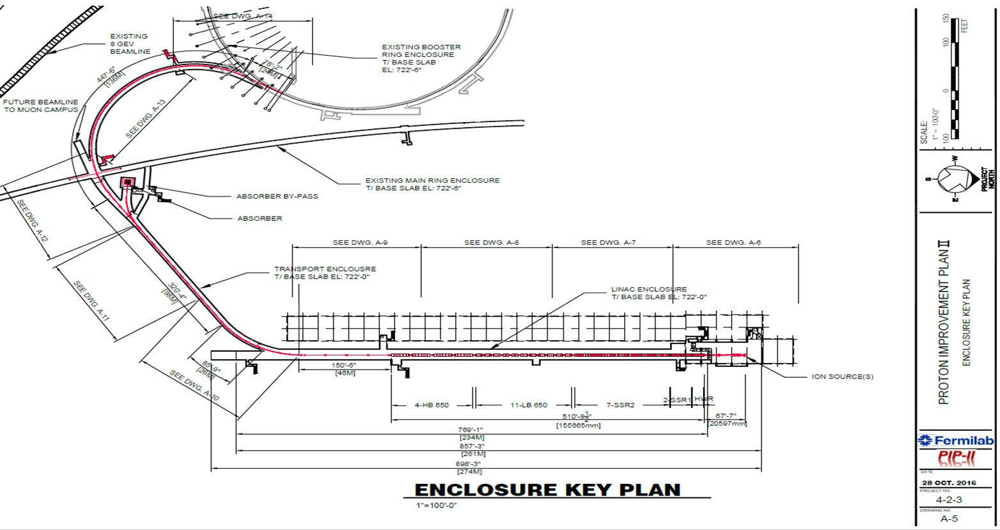 SEE DWG. A-14
EXISTING
8 GEV
BEAMLINE
EXISTING BOOSTER
RING ENCLOSURE
T/ BASE SLAB
EL: 722'-6"
78'-2"
[24M]
447'-6"
[136M]
FUTURE BEAMLINE
TO MUON CAMPUS
SEE DWG. A-13
EXISTING MAIN RING ENCLOSURE
T/ BASE SLAB EL: 722'-6"
ABSORBER BY-PASS
ABSORBER
SEE DWG. A-12
SEE DWG. A-9
SEE DWG. A-8
SEE DWG. A-7
SEE DWG. A-6
TRANSPORT ENCLOUSRE
T/ BASE SLAB EL: 722'-0"
LINAC ENCLOSURE
T/ BASE SLAB EL: 722'-0"
320'-4"
[98M]
SEE DWG. A-11
85'-9"
[26M]
SEE DWG. A-10
150'-6"
[46M]
ION SOURCE(S)
4-HB 650
11-LB 650
7-SSR2
2-SSR1
HWR
510'-8½"
[155665mm]
67'-7"
[20597mm]
769'-1"
[234M]
857'-3"
[261M]
898'-3"
[274M]
ENCLOSURE KEY PLAN
1"=100'-0"
SCALE:
1" = 100'-0"
150
100
0
100
FEET
W
S
E
PROJECT
NORTH
PROTON IMPROVEMENT PLAN II
ENCLOSURE KEY PLAN
Fermilab
PIP-II
DATE
28 OCT. 2016
PROJECT NO.
4-2-3
DRAWING NO.
A-5